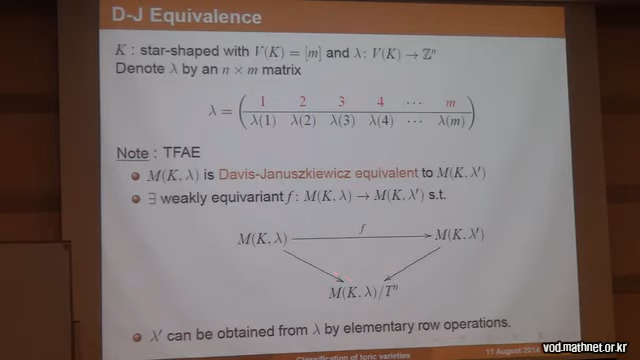 D-J Equivalence
K : star-shaped with V(K) = [m] and λ: V(K) → ℤⁿ
Denote λ by an n × m matrix
λ = ( 1 2 3 4 ⋯ m
λ(1) λ(2) λ(3) λ(4) ⋯ λ(m) )
Note : TFAE
M(K, λ) is Davis-Januszkiewicz equivalent to M(K, λ′)
∃ weakly equivariant f: M(K, λ) → M(K, λ′) s.t.
M(K, λ) f M(K, λ′)
M(K, λ)/Tⁿ
λ′ can be obtained from λ by elementary row operations.
Classification of toric varieties
11 August
vod.mathnet.or.kr